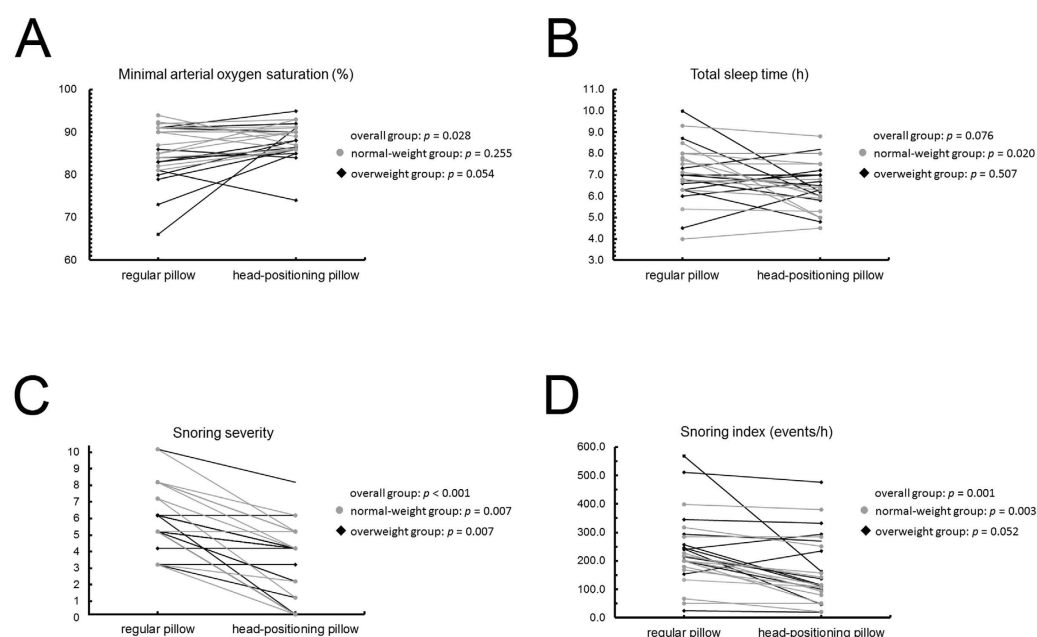 A
Minimal arterial oxygen saturation (%)
100
90
80
70
60
regular pillow
head-positioning pillow
overall group: p = 0.028
normal-weight group: p = 0.255
overweight group: p = 0.054
B
Total sleep time (h)
11.0
10.0
9.0
8.0
7.0
6.0
5.0
4.0
3.0
regular pillow
head-positioning pillow
overall group: p = 0.076
normal-weight group: p = 0.020
overweight group: p = 0.507
C
Snoring severity
10
9
8
7
6
5
4
3
2
1
0
regular pillow
head-positioning pillow
overall group: p < 0.001
normal-weight group: p = 0.007
overweight group: p = 0.007
D
Snoring index (events/h)
600.0
500.0
400.0
300.0
200.0
100.0
0.0
regular pillow
head-positioning pillow
overall group: p = 0.001
normal-weight group: p = 0.003
overweight group: p = 0.052